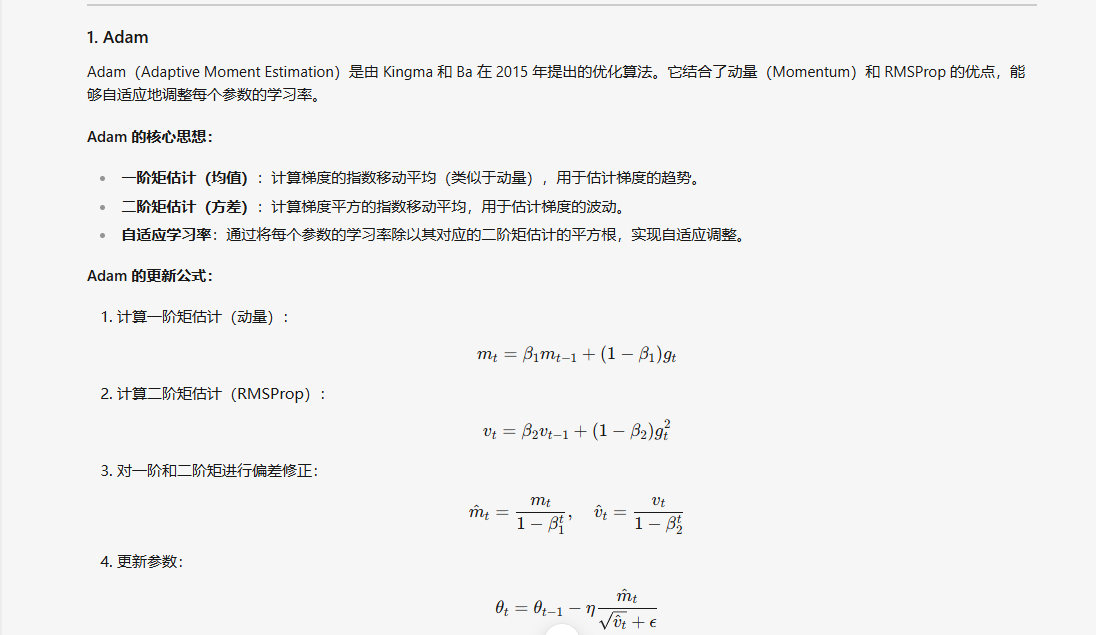 1. Adam
Adam（Adaptive Moment Estimation）是由 Kingma 和 Ba 在 2015 年提出的优化算法。它结合了动量（Momentum）和 RMSProp 的优点，能
够自适应地调整每个参数的学习率。
Adam 的核心思想：
• 一阶矩估计（均值）：计算梯度的指数移动平均（类似于动量），用于估计梯度的趋势。
• 二阶矩估计（方差）：计算梯度平方的指数移动平均，用于估计梯度的波动。
• 自适应学习率：通过将每个参数的学习率除以其对应的二阶矩估计的平方根，实现自适应调整。
Adam 的更新公式：
1. 计算一阶矩估计（动量）：
$m_t = \beta_1 m_{t-1} + (1 - \beta_1) g_t$
2. 计算二阶矩估计（RMSProp）：
$v_t = \beta_2 v_{t-1} + (1 - \beta_2) g_t^2$
3. 对一阶和二阶矩进行偏差修正：
$\hat{m}_t = \frac{m_t}{1 - \beta_1^t}, \quad \hat{v}_t = \frac{v_t}{1 - \beta_2^t}$
4. 更新参数：
$\theta_t = \theta_{t-1} - \eta \frac{\hat{m}_t}{\sqrt{\hat{v}_t} + \epsilon}$